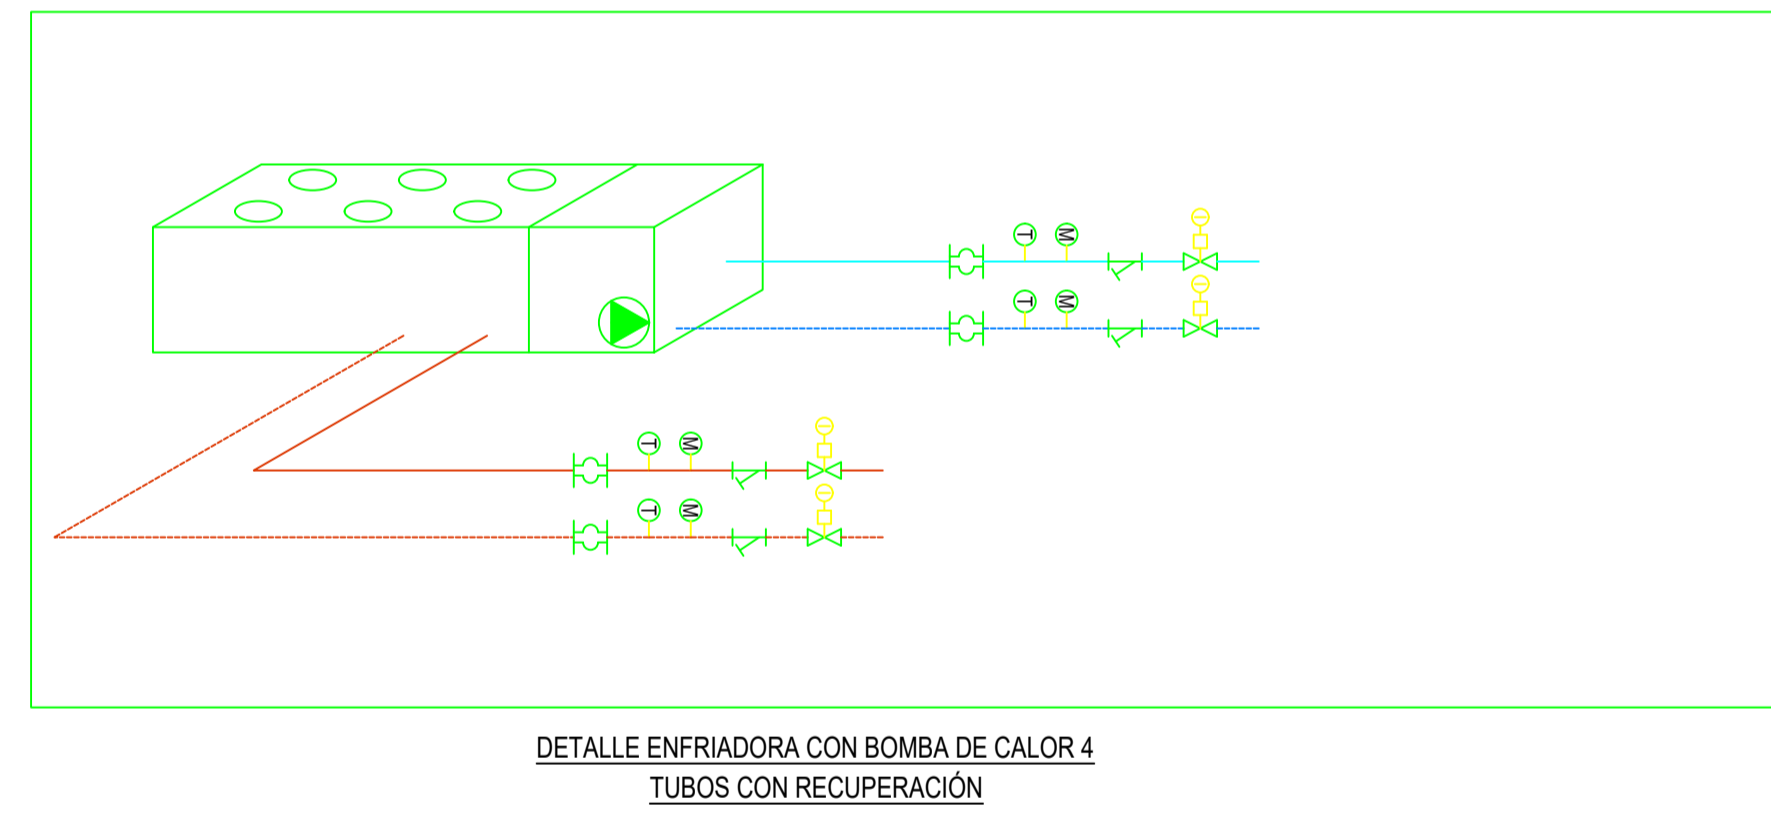 T M
T M
T M
T M
DETALLE ENFRIADORA CON BOMBA DE CALOR 4
TUBOS CON RECUPERACIÓN